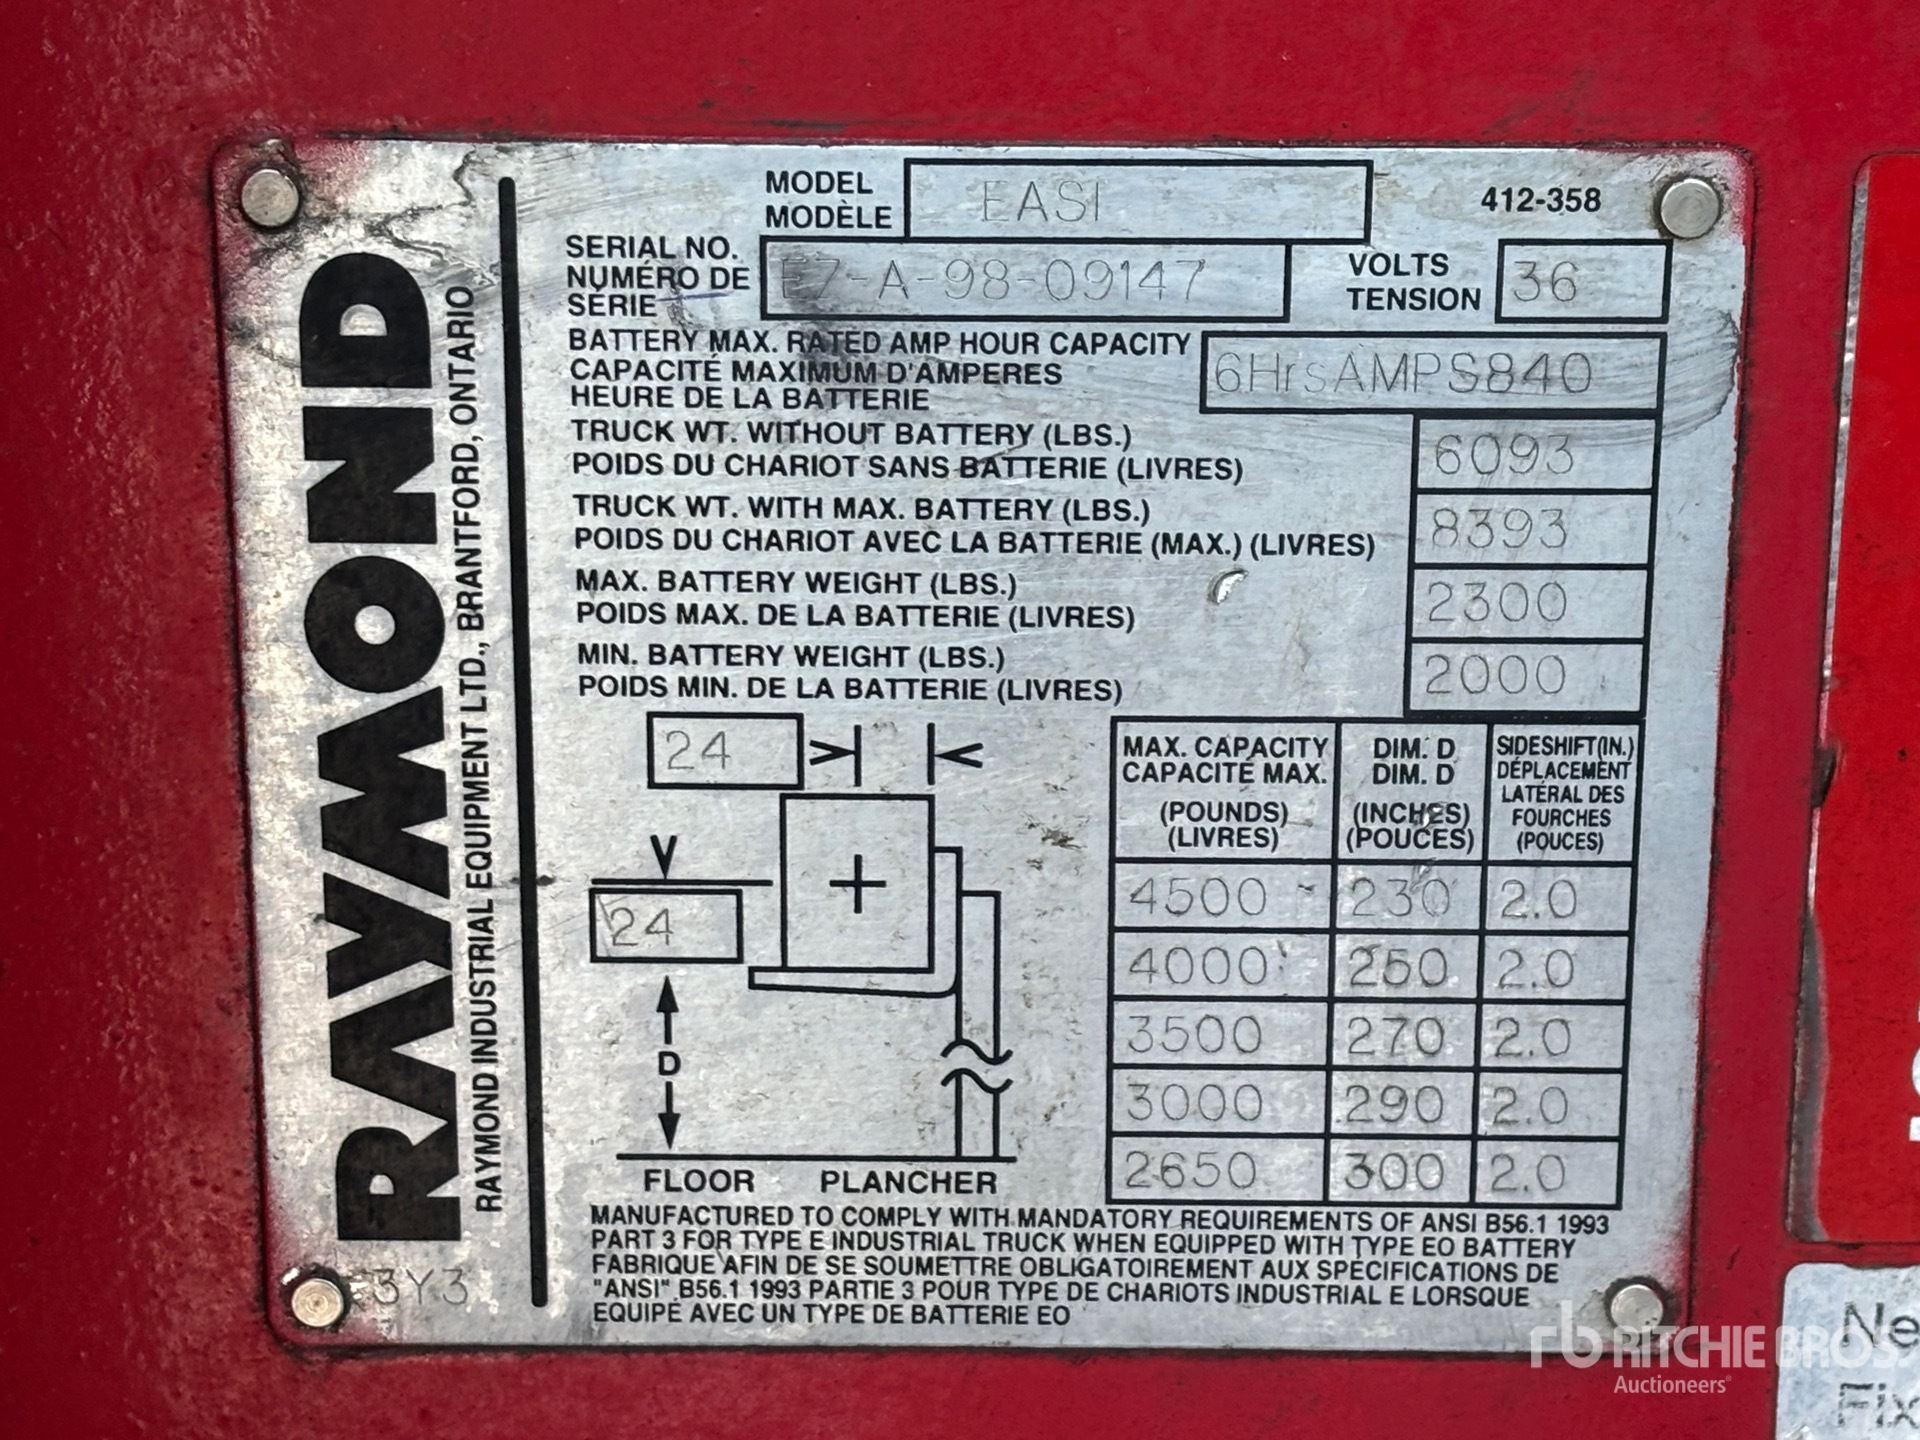 RAYMOND
RAYMOND INDUSTRIAL EQUIPMENT LTD., BRANTFORD, ONTARIO
3Y3
MODEL
MODÈLE
EASI
412-358
SERIAL NO.
NUMÉRO DE
SÉRIE
E7-A-98-09147
VOLTS
TENSION
36
BATTERY MAX. RATED AMP HOUR CAPACITY
CAPACITÉ MAXIMUM D'AMPERES
HEURE DE LA BATTERIE
6HrsAMPS840
TRUCK WT. WITHOUT BATTERY (LBS.)
POIDS DU CHARIOT SANS BATTERIE (LIVRES)
6093
TRUCK WT. WITH MAX. BATTERY (LBS.)
POIDS DU CHARIOT AVEC LA BATTERIE (MAX.) (LIVRES)
8393
MAX. BATTERY WEIGHT (LBS.)
POIDS MAX. DE LA BATTERIE (LIVRES)
2300
MIN. BATTERY WEIGHT (LBS.)
POIDS MIN. DE LA BATTERIE (LIVRES)
2000
24
24
D
FLOOR PLANCHER
MAX. CAPACITY
CAPACITÉ MAX.
(POUNDS)
(LIVRES)
DIM. D
DIM. D
(INCHES)
(POUCES)
SIDESHIFT(IN.)
DÉPLACEMENT
LATÉRAL DES
FOURCHES
(POUCES)
4500 230 2.0
4000 250 2.0
3500 270 2.0
3000 290 2.0
2650 300 2.0
MANUFACTURED TO COMPLY WITH MANDATORY REQUIREMENTS OF ANSI B56.1 1993
PART 3 FOR TYPE E INDUSTRIAL TRUCK WHEN EQUIPPED WITH TYPE EO BATTERY
FABRIQUÉ AFIN DE SE SOUMETTRE OBLIGATOIREMENT AUX SPÉCIFICATIONS DE
"ANSI" B56.1 1993 PARTIE 3 POUR TYPE DE CHARIOTS INDUSTRIAL E LORSQUE
EQUIPÉ AVEC UN TYPE DE BATTERIE EO
Ne
Fix
rb RITCHIE BROS.
Auctioneers